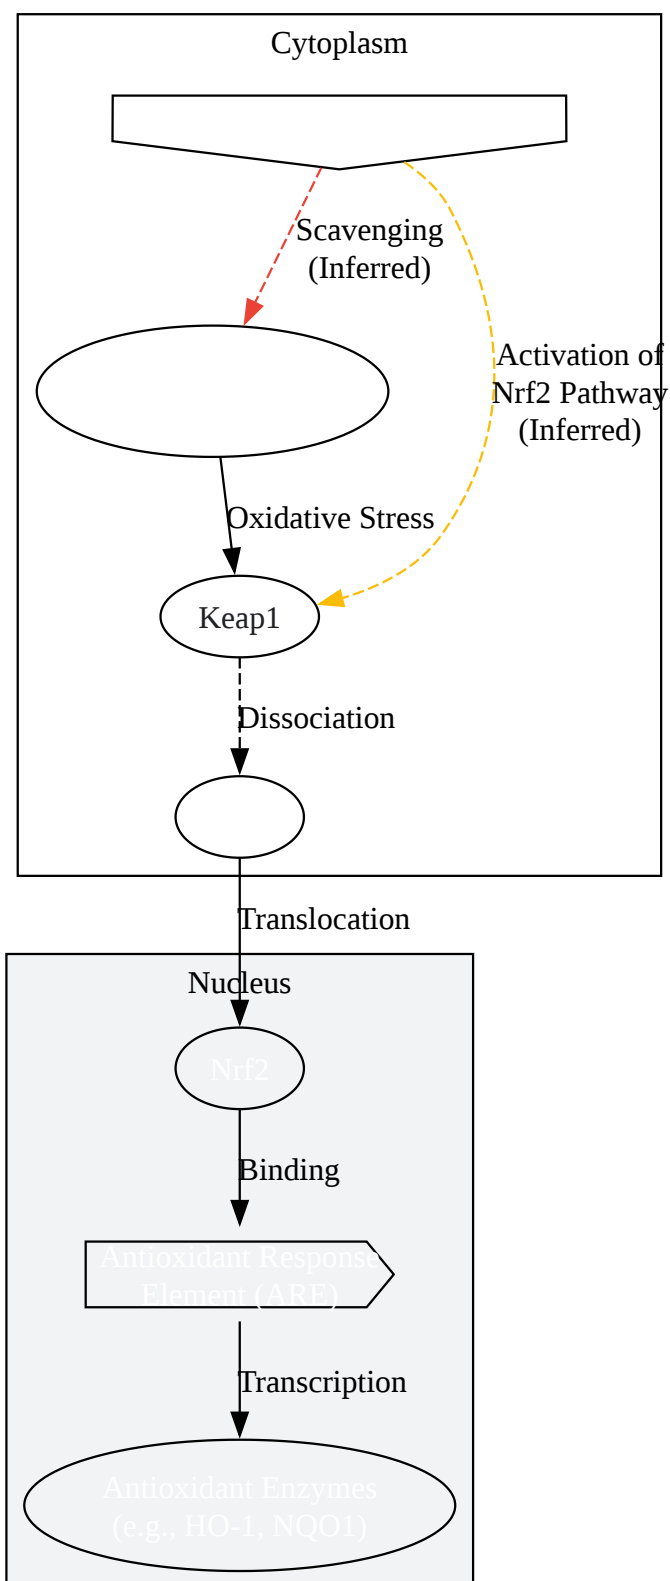 Cytoplasm
Scavenging
(Inferred)
Activation of
Nrf2 Pathway
(Inferred)
Oxidative Stress
Keap1
Dissociation
Translocation
Nucleus
Nrf2
Binding
Antioxidant Response
Element (ARE)
Transcription
Antioxidant Enzymes
(e.g., HO-1, NQO1)